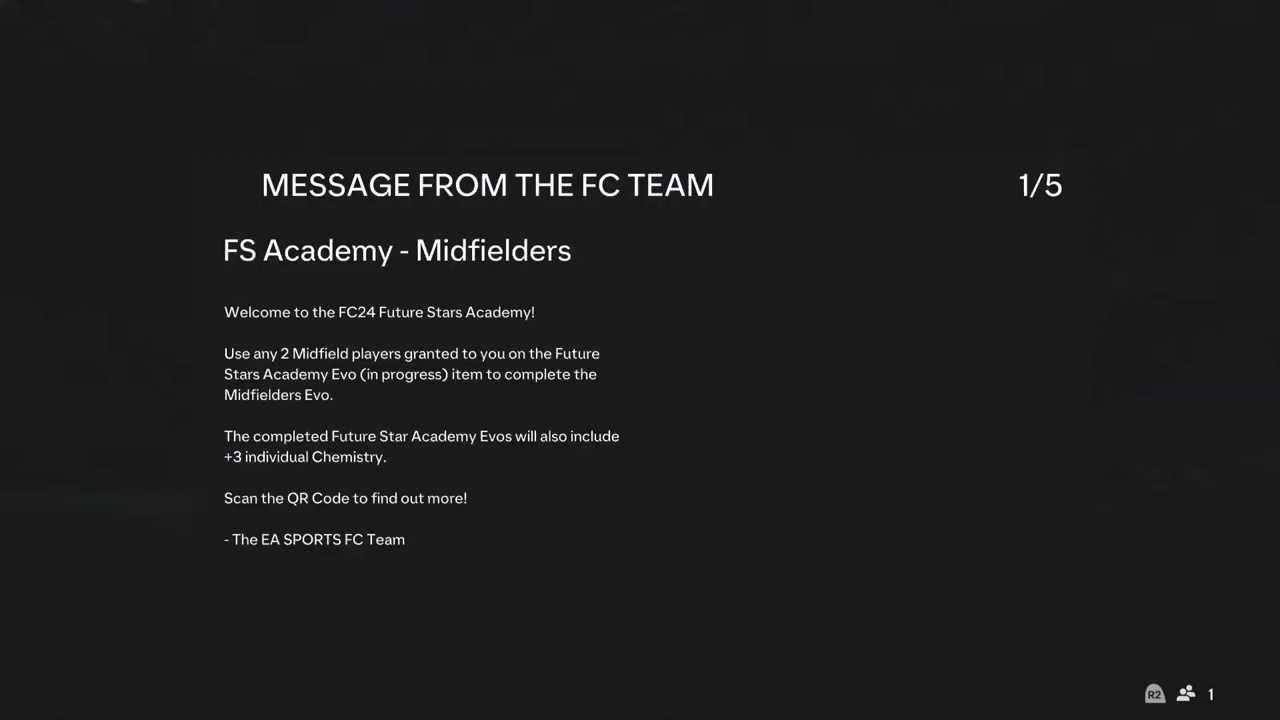 MESSAGE FROM THE FC TEAM
1/5
FS Academy - Midfielders
Welcome to the FC24 Future Stars Academy!
Use any 2 Midfield players granted to you on the Future
Stars Academy Evo (in progress) item to complete the
Midfielders Evo.
The completed Future Star Academy Evos will also include
+3 individual Chemistry.
Scan the QR Code to find out more!
- The EA SPORTS FC Team
R2
1